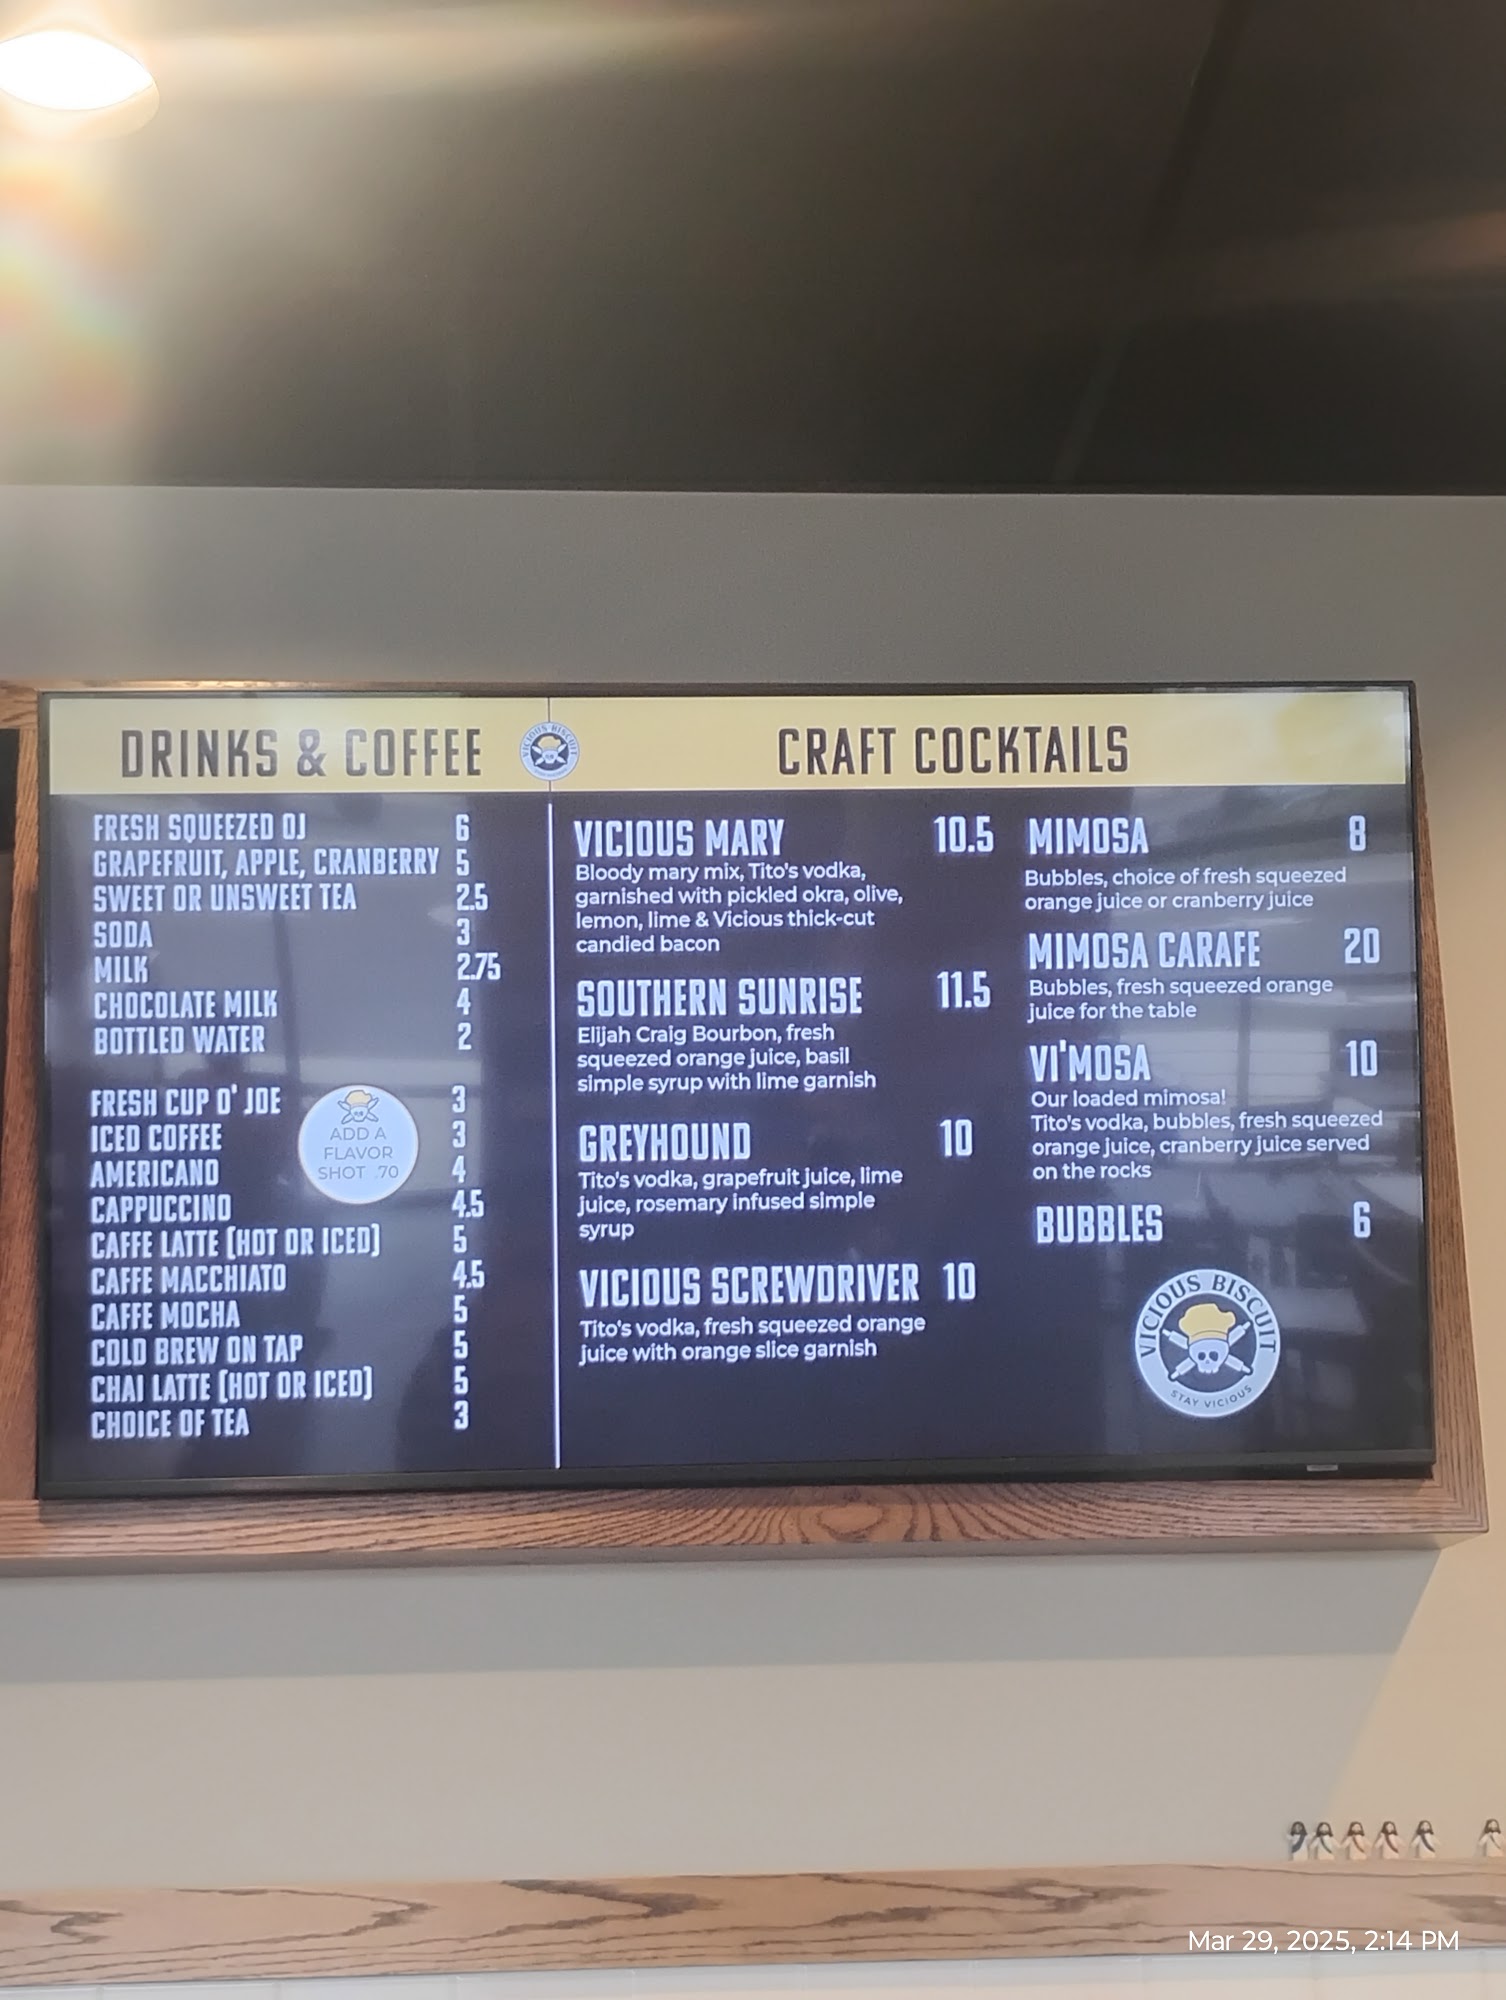 DRINKS & COFFEE
VICIOUS BISCUIT
CRAFT COCKTAILS
FRESH SQUEEZED OJ 6
GRAPEFRUIT, APPLE, CRANBERRY 5
SWEET OR UNSWEET TEA 2.5
SODA 3
MILK 2.75
CHOCOLATE MILK 4
BOTTLED WATER 2
FRESH CUP O' JOE 3
ICED COFFEE 3
AMERICANO 4
CAPPUCCINO 4.5
CAFFE LATTE (HOT OR ICED) 5
CAFFE MACCHIATO 4.5
CAFFE MOCHA 5
COLD BREW ON TAP 5
CHAI LATTE (HOT OR ICED) 5
CHOICE OF TEA 3
ADD A
FLAVOR
SHOT .70
VICIOUS MARY 10.5
Bloody mary mix, Tito's vodka,
garnished with pickled okra, olive,
lemon, lime & Vicious thick-cut
candied bacon
SOUTHERN SUNRISE 11.5
Elijah Craig Bourbon, fresh
squeezed orange juice, basil
simple syrup with lime garnish
GREYHOUND 10
Tito's vodka, grapefruit juice, lime
juice, rosemary infused simple
syrup
VICIOUS SCREWDRIVER 10
Tito's vodka, fresh squeezed orange
juice with orange slice garnish
MIMOSA 8
Bubbles, choice of fresh squeezed
orange juice or cranberry juice
MIMOSA CARAFE 20
Bubbles, fresh squeezed orange
juice for the table
VI'MOSA 10
Our loaded mimosa!
Tito's vodka, bubbles, fresh squeezed
orange juice, cranberry juice served
on the rocks
BUBBLES 6
VICIOUS BISCUIT
STAY VICIOUS
Mar 29, 2025, 2:14 PM